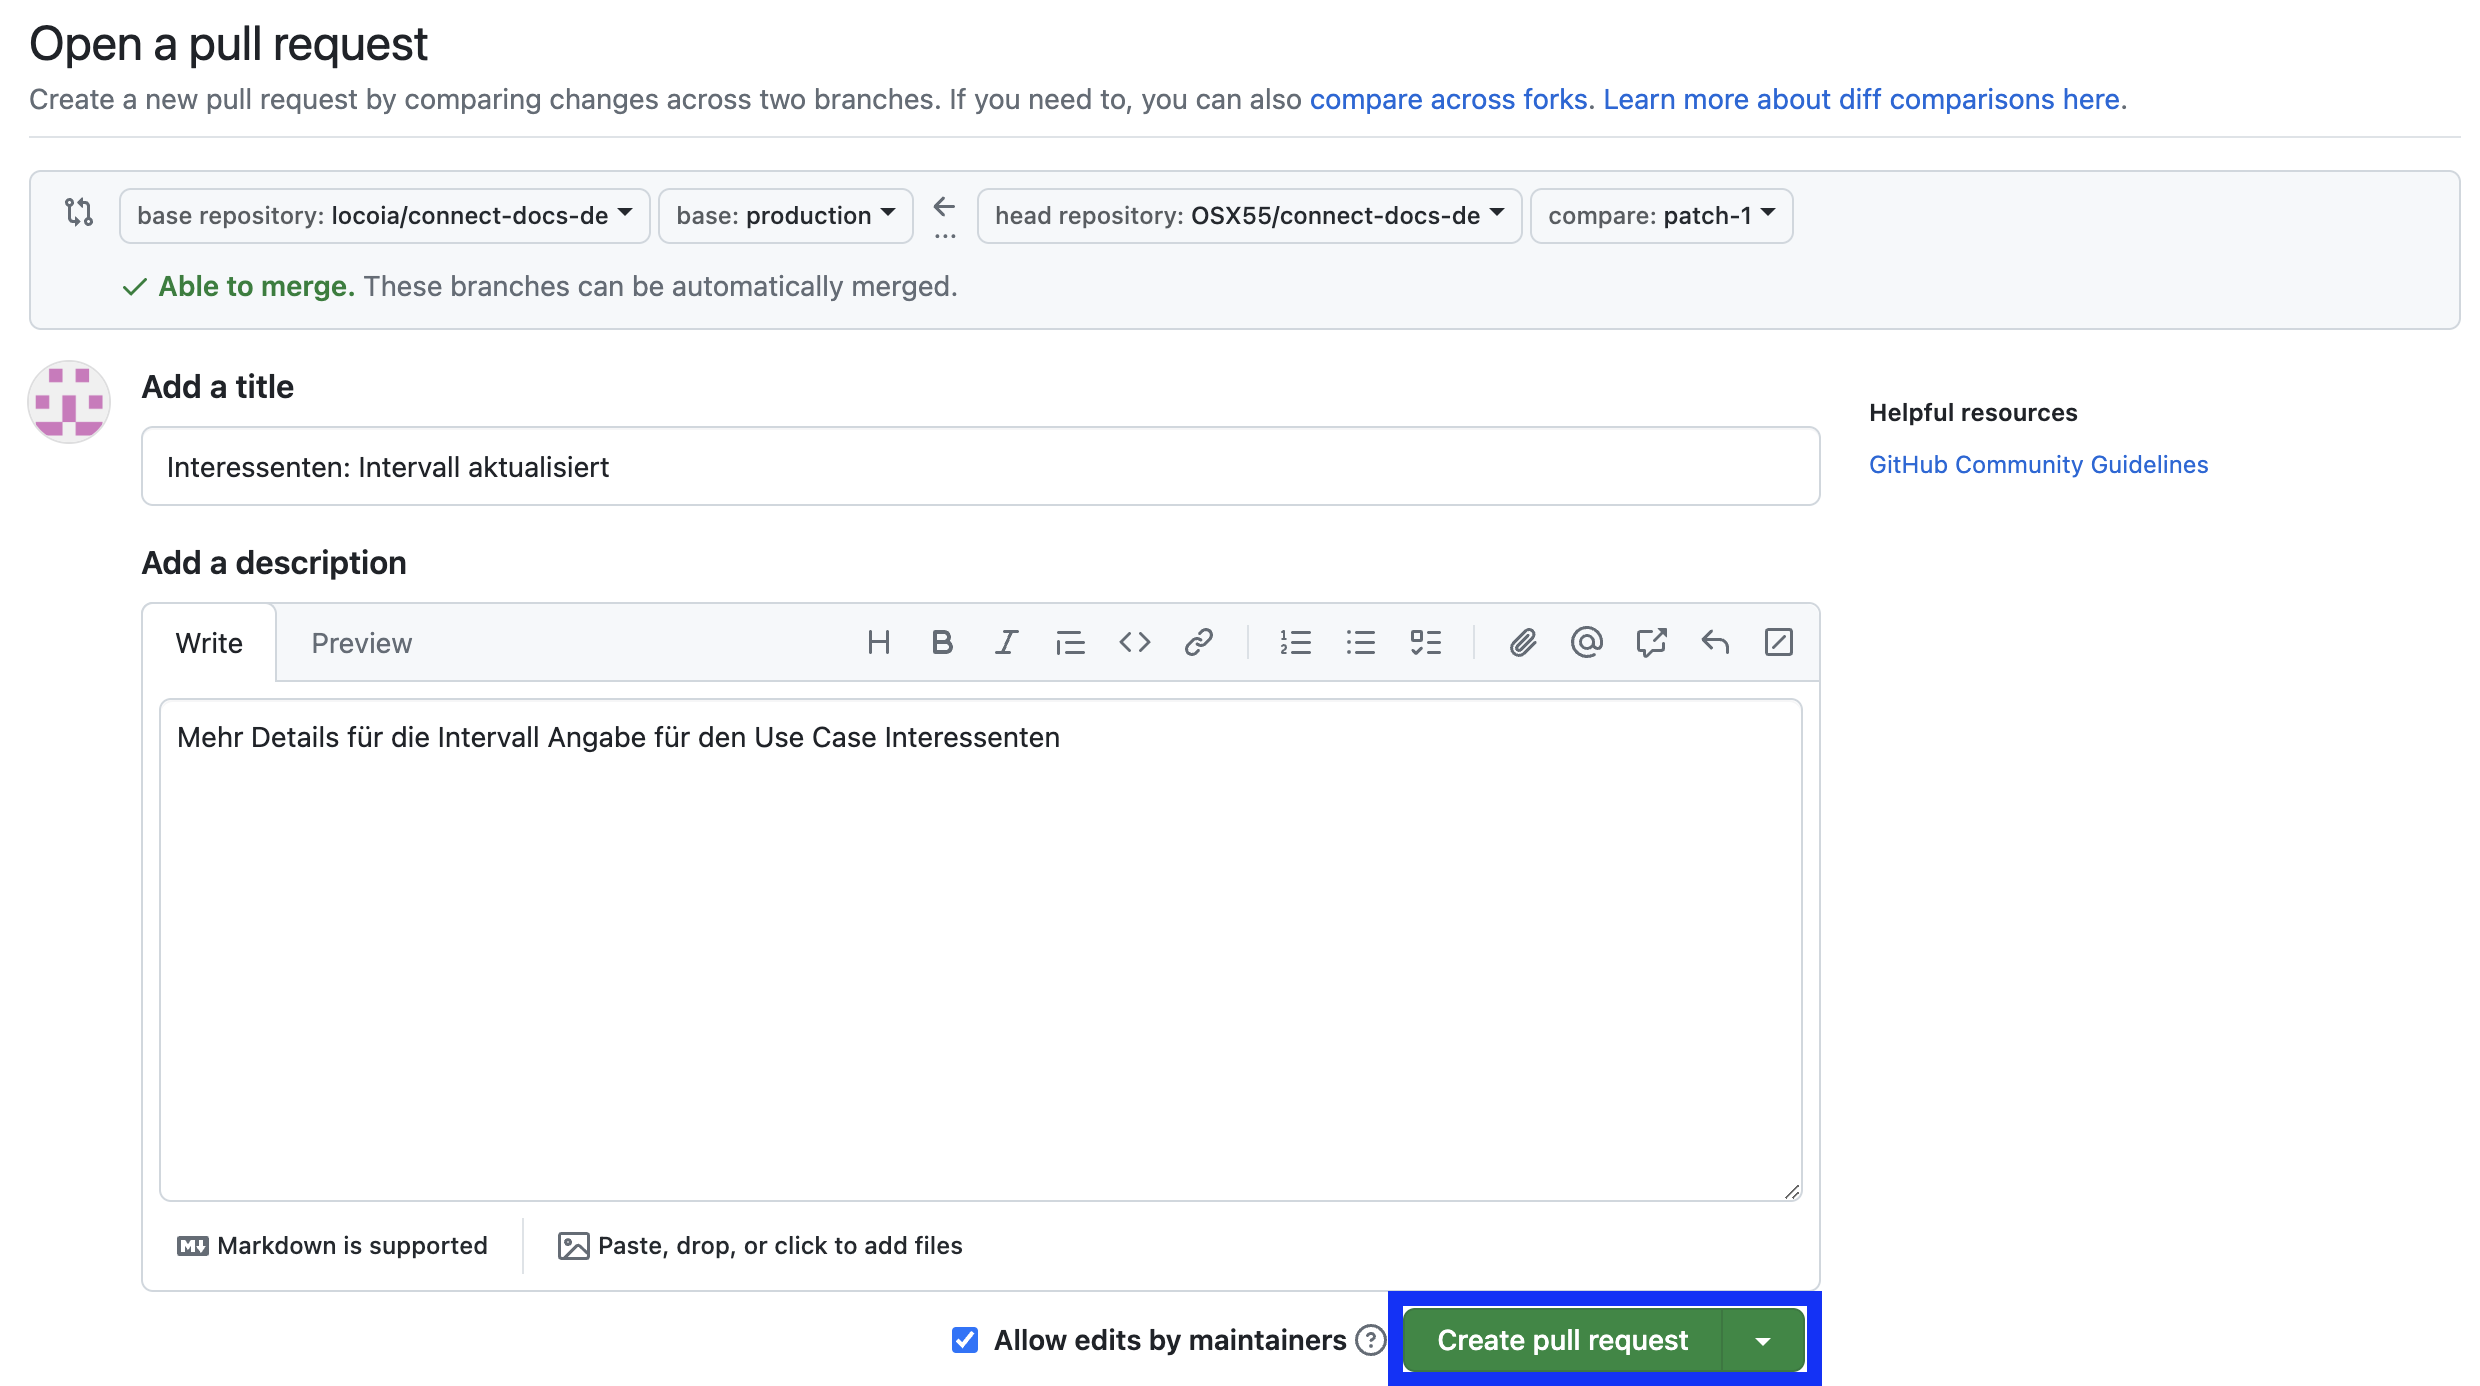 Open a pull request
Create a new pull request by comparing changes across two branches. If you need to, you can also compare across forks. Learn more about diff comparisons here.
base repository: locoia/connect-docs-de base: production ... head repository: OSX55/connect-docs-de compare: patch-1
Able to merge. These branches can be automatically merged.
Add a title
Helpful resources
GitHub Community Guidelines
Interessenten: Intervall aktualisiert
Add a description
Write Preview
Mehr Details für die Intervall Angabe für den Use Case Interessenten
Markdown is supported Paste, drop, or click to add files
Allow edits by maintainers Create pull request